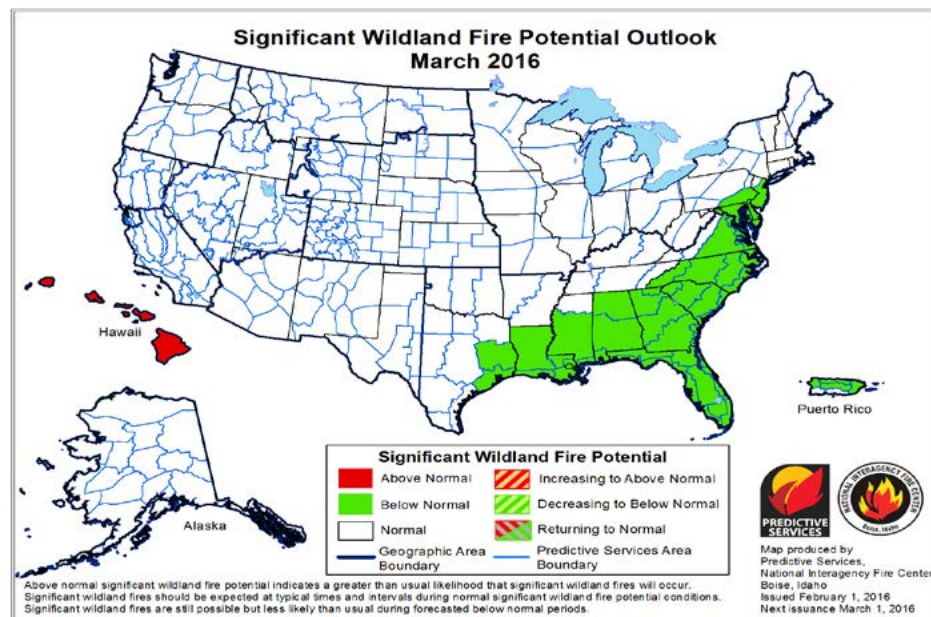 Significant Wildland Fire Potential Outlook
March 2016
Hawaii
Puerto Rico
Alaska
Significant Wildland Fire Potential
Above Normal
Increasing to Above Normal
Below Normal
Decreasing to Below Normal
Normal
Returning to Normal
Geographic Area
Boundary
Predictive Services Area
Boundary
PREDICTIVE
SERVICES
NATIONAL INTERAGENCY FIRE CENTER
Boise, Idaho
Map produced by
Predictive Services,
National Interagency Fire Center
Boise, Idaho
Issued February 1, 2016
Next issuance March 1, 2016
Above normal significant wildland fire potential indicates a greater than usual likelihood that significant wildland fires will occur.
Significant wildland fires should be expected at typical times and intervals during normal significant wildland fire potential conditions.
Significant wildland fires are still possible but less likely than usual during forecasted below normal periods.